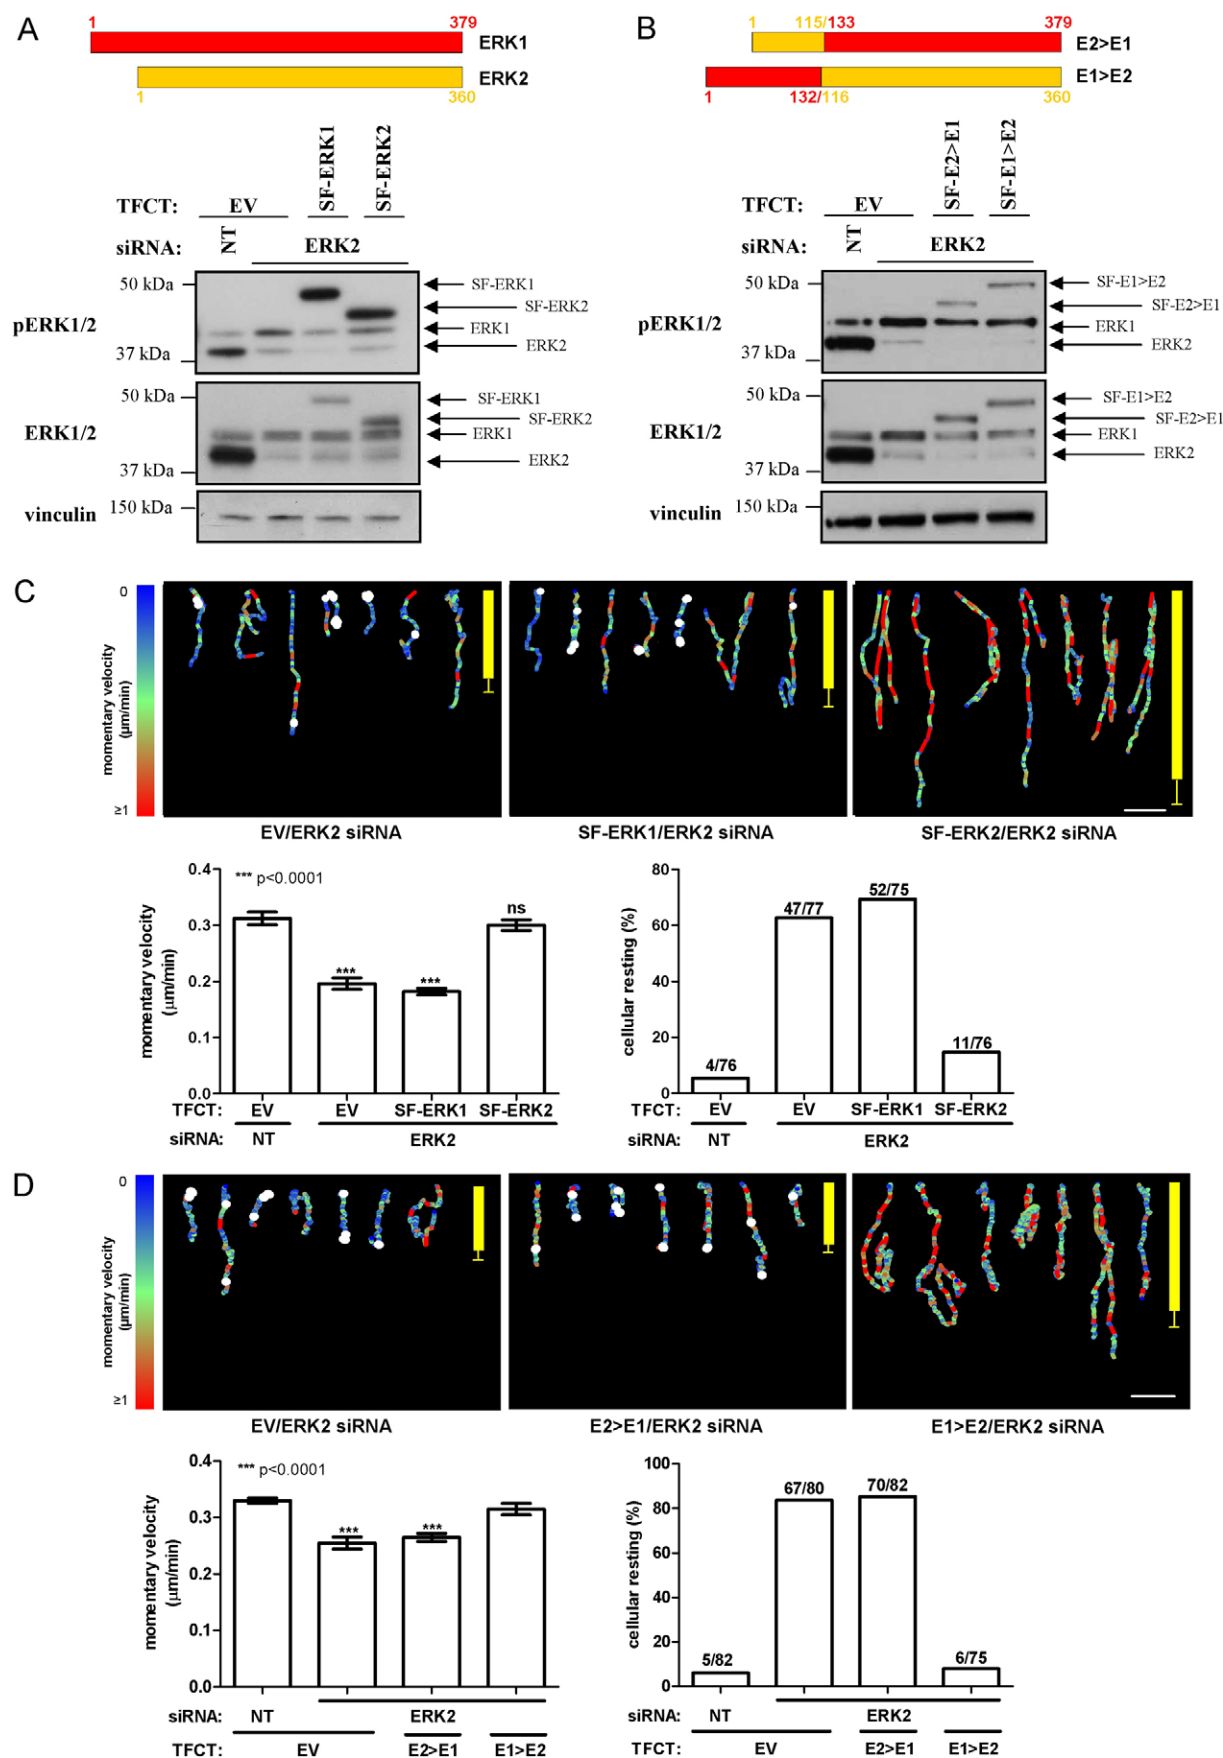 A
1 379
ERK1
ERK2
1 360
SF-ERK1
SF-ERK2
TFCT: EV
siRNA: NT ERK2
50 kDa
pERK1/2
37 kDa
SF-ERK1
SF-ERK2
ERK1
ERK2
50 kDa
ERK1/2
37 kDa
SF-ERK1
SF-ERK2
ERK1
ERK2
vinculin 150 kDa
B
1 115/133 379
E2>E1
E1>E2
1 132/116 360
SF-E2>E1
SF-E1>E2
TFCT: EV
siRNA: NT ERK2
50 kDa
pERK1/2
37 kDa
SF-E1>E2
SF-E2>E1
ERK1
ERK2
50 kDa
ERK1/2
37 kDa
SF-E1>E2
SF-E2>E1
ERK1
ERK2
vinculin 150 kDa
C
0
momentary velocity
(µm/min)
≥1
EV/ERK2 siRNA SF-ERK1/ERK2 siRNA SF-ERK2/ERK2 siRNA
momentary velocity
(µm/min)
0.4
0.3
0.2
0.1
0.0
*** p<0.0001
*** *** ns
TFCT: EV EV SF-ERK1 SF-ERK2
siRNA: NT ERK2
cellular resting (%)
80
60
40
20
0
4/76 47/77 52/75 11/76
TFCT: EV EV SF-ERK1 SF-ERK2
siRNA: NT ERK2
D
0
momentary velocity
(µm/min)
≥1
EV/ERK2 siRNA E2>E1/ERK2 siRNA E1>E2/ERK2 siRNA
momentary velocity
(µm/min)
0.4
0.3
0.2
0.1
0.0
*** p<0.0001
*** ***
siRNA: NT ERK2
TFCT: EV E2>E1 E1>E2
cellular resting (%)
100
80
60
40
20
0
5/82 67/80 70/82 6/75
siRNA: NT ERK2
TFCT: EV E2>E1 E1>E2